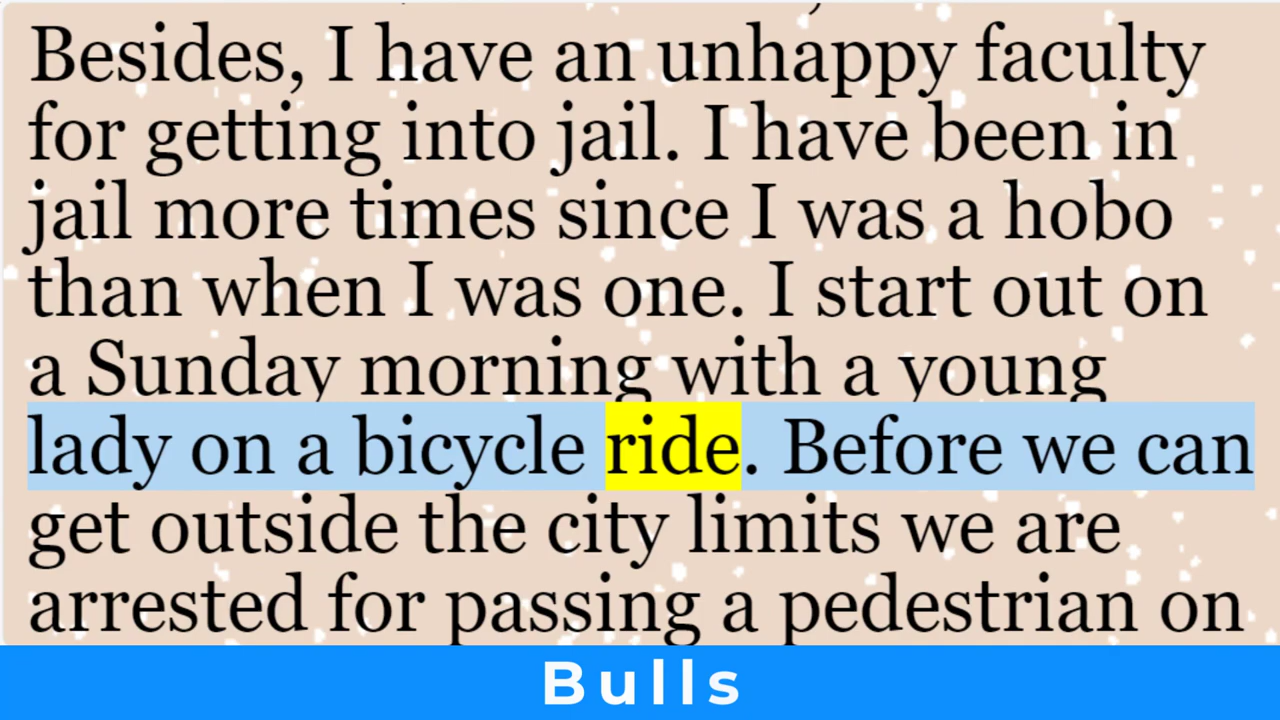 Besides, I have an unhappy faculty
for getting into jail. I have been in
jail more times since I was a hobo
than when I was one. I start out on
a Sunday morning with a young
lady on a bicycle ride. Before we can
get outside the city limits we are
arrested for passing a pedestrian on
Bulls